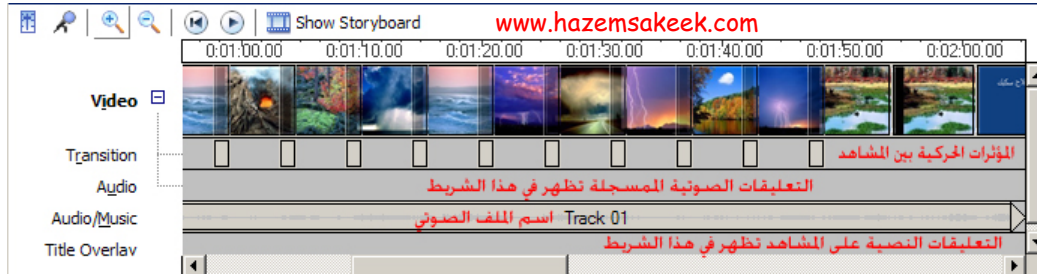 Show Storyboard www.hazemsakeek.com
0:01:00.00 0:01:10.00 0:01:20.00 0:01:30.00 0:01:40.00 0:01:50.00 0:02:00.00
Video
Transition المؤثرات الحركية بين المشاهد
Audio التعليقات الصوتية المسجلة تظهر في هذا الشريط
Audio/Music اسم الملف الصوتي Track 01
Title Overlay التعليقات النصية على المشاهد تظهر في هذا الشريط